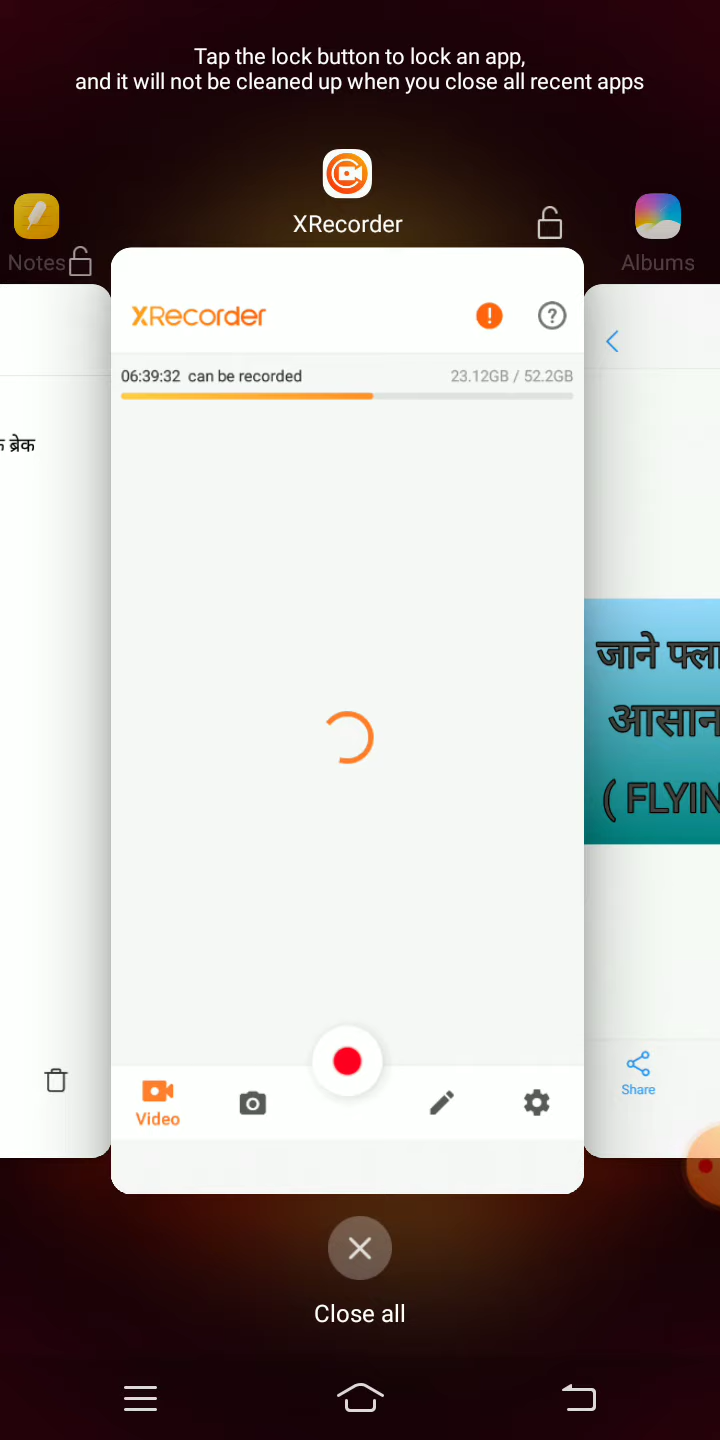 Tap the lock button to lock an app,
and it will not be cleaned up when you close all recent apps
XRecorder
Notes
Albums
XRecorder
06:39:32 can be recorded
23.12GB / 52.2GB
ब्रेक
जाने
आसान
( FLYIN
Share
Video
Close all